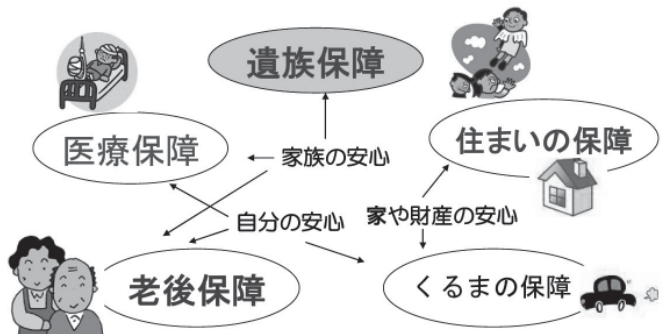 遺族保障
医療保障
住まいの保障
家族の安心
自分の安心
家や財産の安心
老後保障
くるまの保障